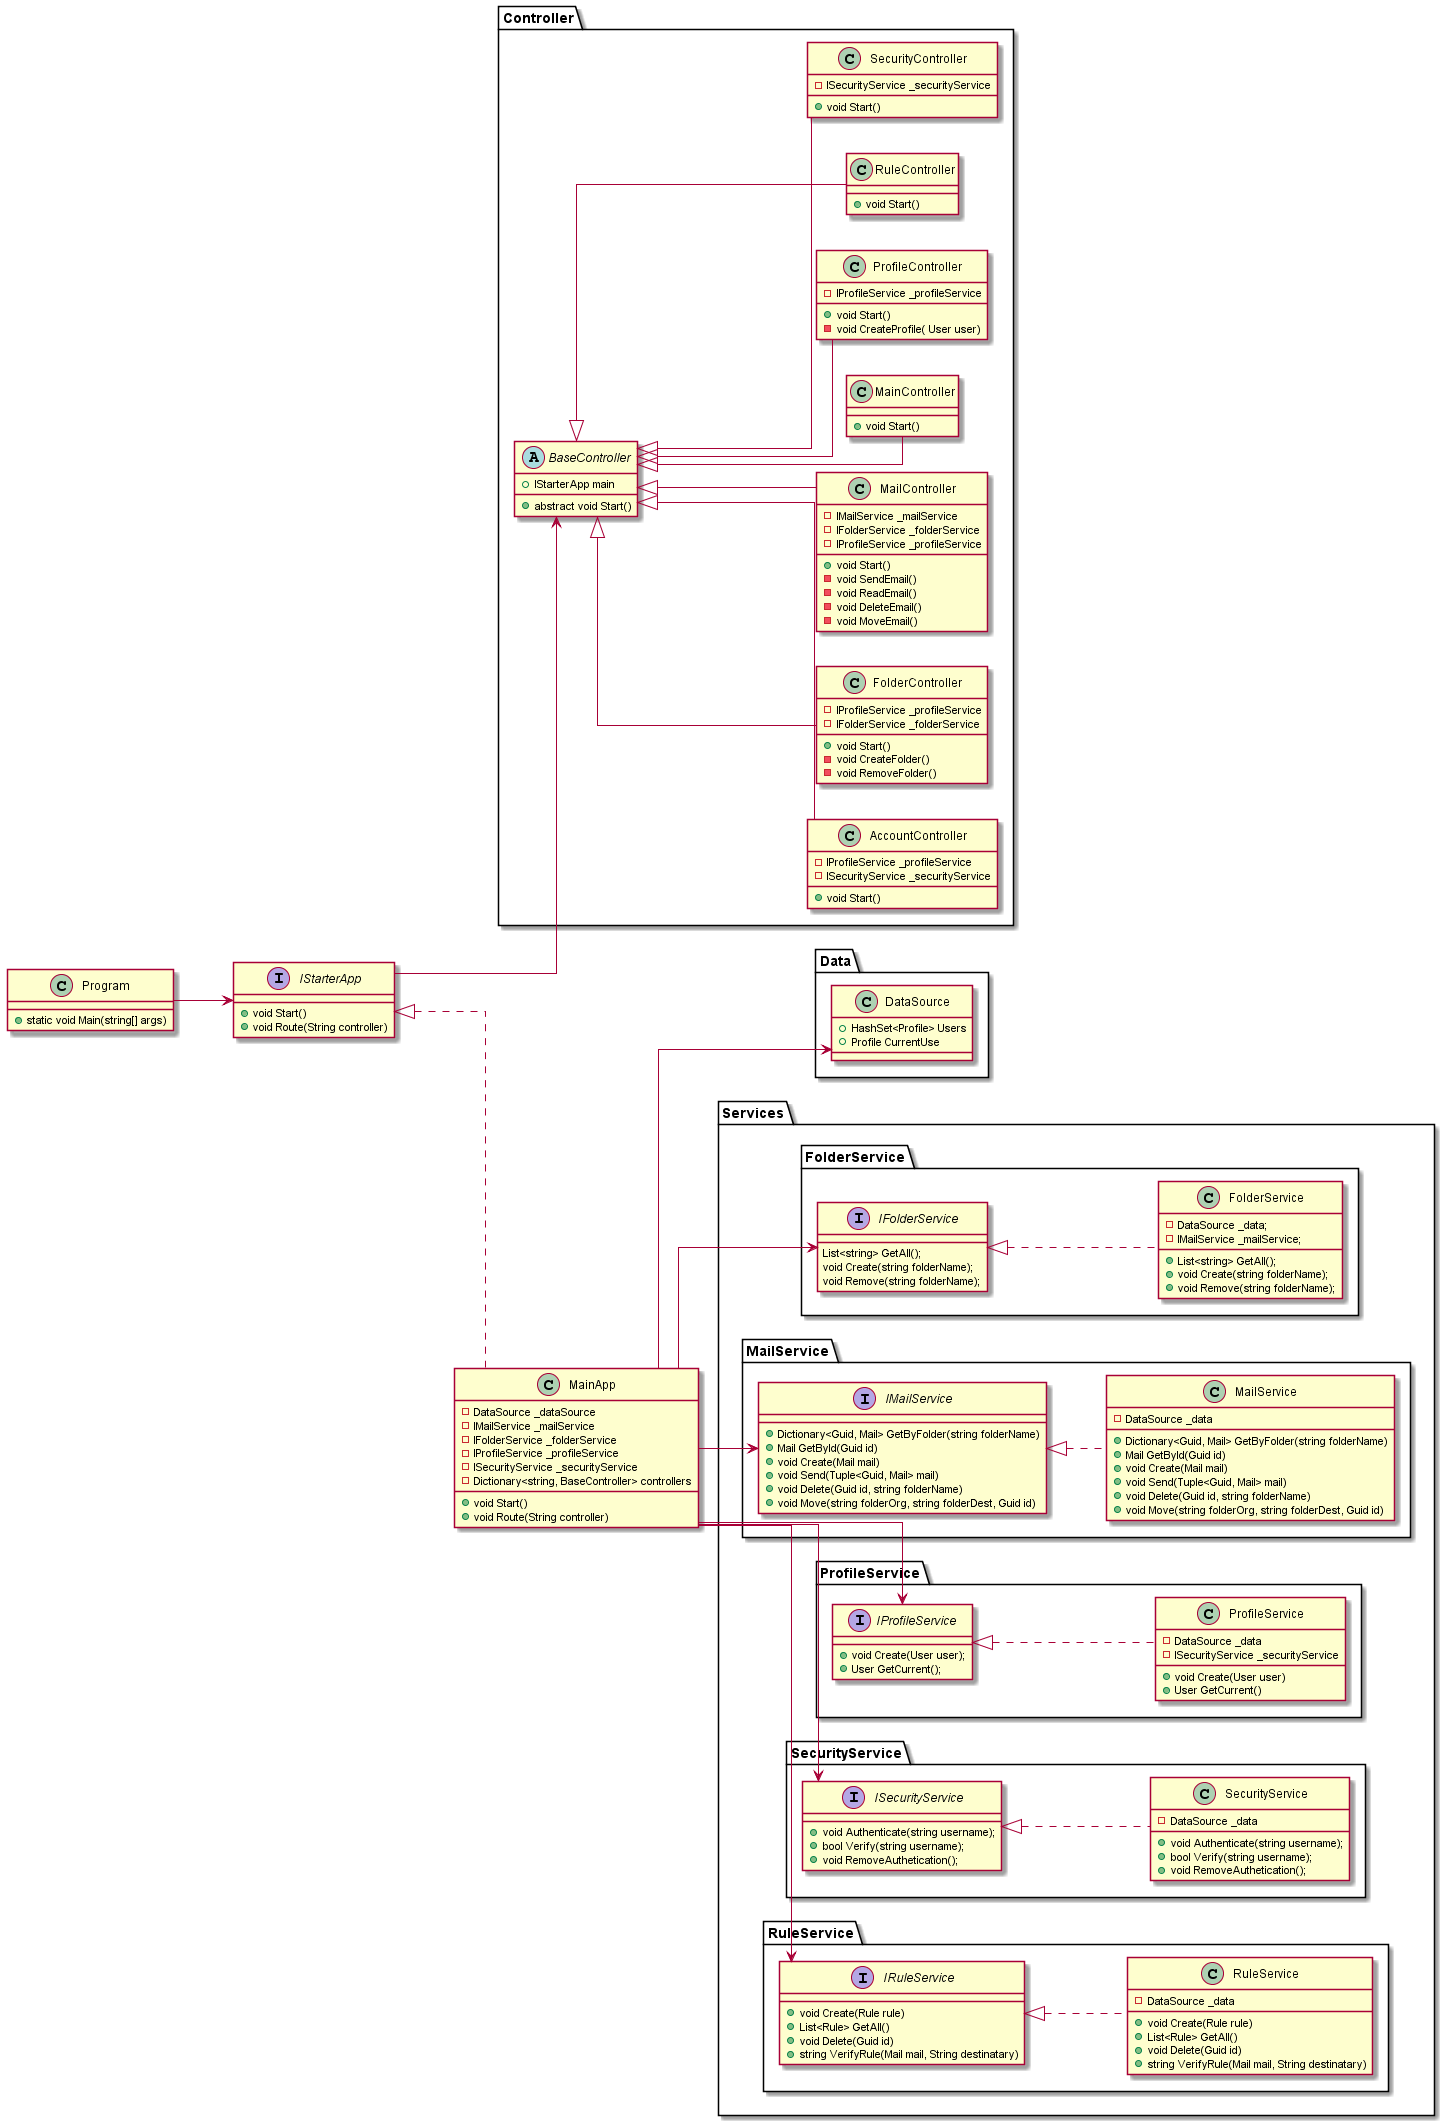 Controller
C SecurityController
ISecurityService _securityService
void Start()
C RuleController
void Start()
C ProfileController
IProfileService _profileService
void Start()
void CreateProfile( User user)
C MainController
void Start()
A BaseController
IStarterApp main
abstract void Start()
C MailController
IMailService _mailService
IFolderService _folderService
IProfileService _profileService
void Start()
void SendEmail()
void ReadEmail()
void DeleteEmail()
void MoveEmail()
C FolderController
IProfileService _profileService
IFolderService _folderService
void Start()
void CreateFolder()
void RemoveFolder()
C AccountController
IProfileService _profileService
ISecurityService _securityService
void Start()
C Program
static void Main(string[] args)
I IStarterApp
void Start()
void Route(String controller)
Data
C DataSource
HashSet<Profile> Users
Profile CurrentUse
Services
FolderService
I IFolderService
List<string> GetAll();
void Create(string folderName);
void Remove(string folderName);
C FolderService
DataSource _data;
IMailService _mailService;
List<string> GetAll();
void Create(string folderName);
void Remove(string folderName);
C MainApp
DataSource _dataSource
IMailService _mailService
IFolderService _folderService
IProfileService _profileService
ISecurityService _securityService
Dictionary<string, BaseController> controllers
void Start()
void Route(String controller)
MailService
I IMailService
Dictionary<Guid, Mail> GetByFolder(string folderName)
Mail GetById(Guid id)
void Create(Mail mail)
void Send(Tuple<Guid, Mail> mail)
void Delete(Guid id, string folderName)
void Move(string folderOrg, string folderDest, Guid id)
C MailService
DataSource _data
Dictionary<Guid, Mail> GetByFolder(string folderName)
Mail GetById(Guid id)
void Create(Mail mail)
void Send(Tuple<Guid, Mail> mail)
void Delete(Guid id, string folderName)
void Move(string folderOrg, string folderDest, Guid id)
ProfileService
I IProfileService
void Create(User user);
User GetCurrent();
C ProfileService
DataSource _data
ISecurityService _securityService
void Create(User user)
User GetCurrent()
SecurityService
I ISecurityService
void Authenticate(string username);
bool Verify(string username);
void RemoveAuthetication();
C SecurityService
DataSource _data
void Authenticate(string username);
bool Verify(string username);
void RemoveAuthetication();
RuleService
I IRuleService
void Create(Rule rule)
List<Rule> GetAll()
void Delete(Guid id)
string VerifyRule(Mail mail, String destinatary)
C RuleService
DataSource _data
void Create(Rule rule)
List<Rule> GetAll()
void Delete(Guid id)
string VerifyRule(Mail mail, String destinatary)